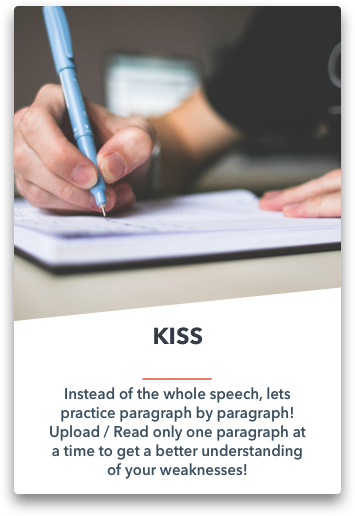 KISS
Instead of the whole speech, lets
practice paragraph by paragraph!
Upload / Read only one paragraph at
a time to get a better understanding
of your weaknesses!